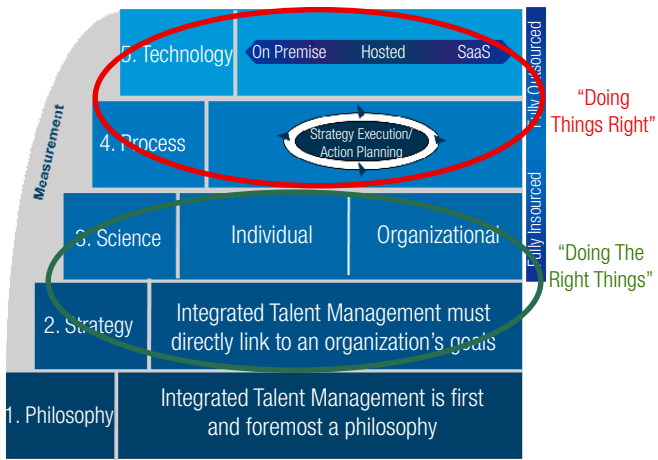 5. Technology
On Premise Hosted SaaS
Fully Outsourced
"Doing
Things Right"
Measurement
4. Process
Strategy Execution/
Action Planning
3. Science
Individual
Organizational
Fully Insourced
"Doing The
Right Things"
2. Strategy
Integrated Talent Management must
directly link to an organization's goals
1. Philosophy
Integrated Talent Management is first
and foremost a philosophy